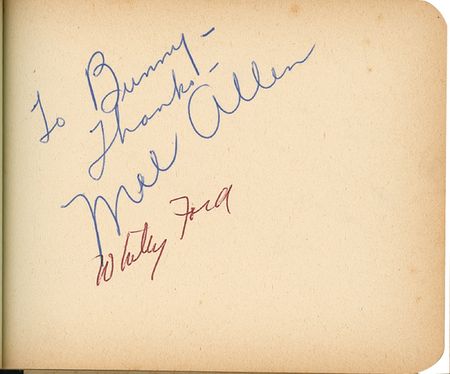 To Bunny-
Thanks-
Mel Allen
Whitey Ford